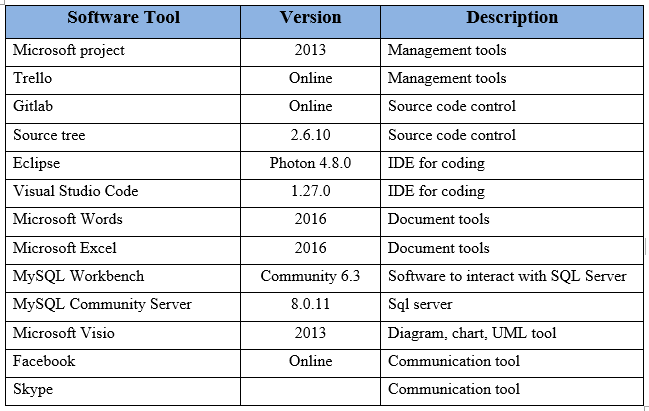 Software Tool Version Description
Microsoft project 2013 Management tools
Trello Online Management tools
Gitlab Online Source code control
Source tree 2.6.10 Source code control
Eclipse Photon 4.8.0 IDE for coding
Visual Studio Code 1.27.0 IDE for coding
Microsoft Words 2016 Document tools
Microsoft Excel 2016 Document tools
MySQL Workbench Community 6.3 Software to interact with SQL Server
MySQL Community Server 8.0.11 Sql server
Microsoft Visio 2013 Diagram, chart, UML tool
Facebook Online Communication tool
Skype Communication tool